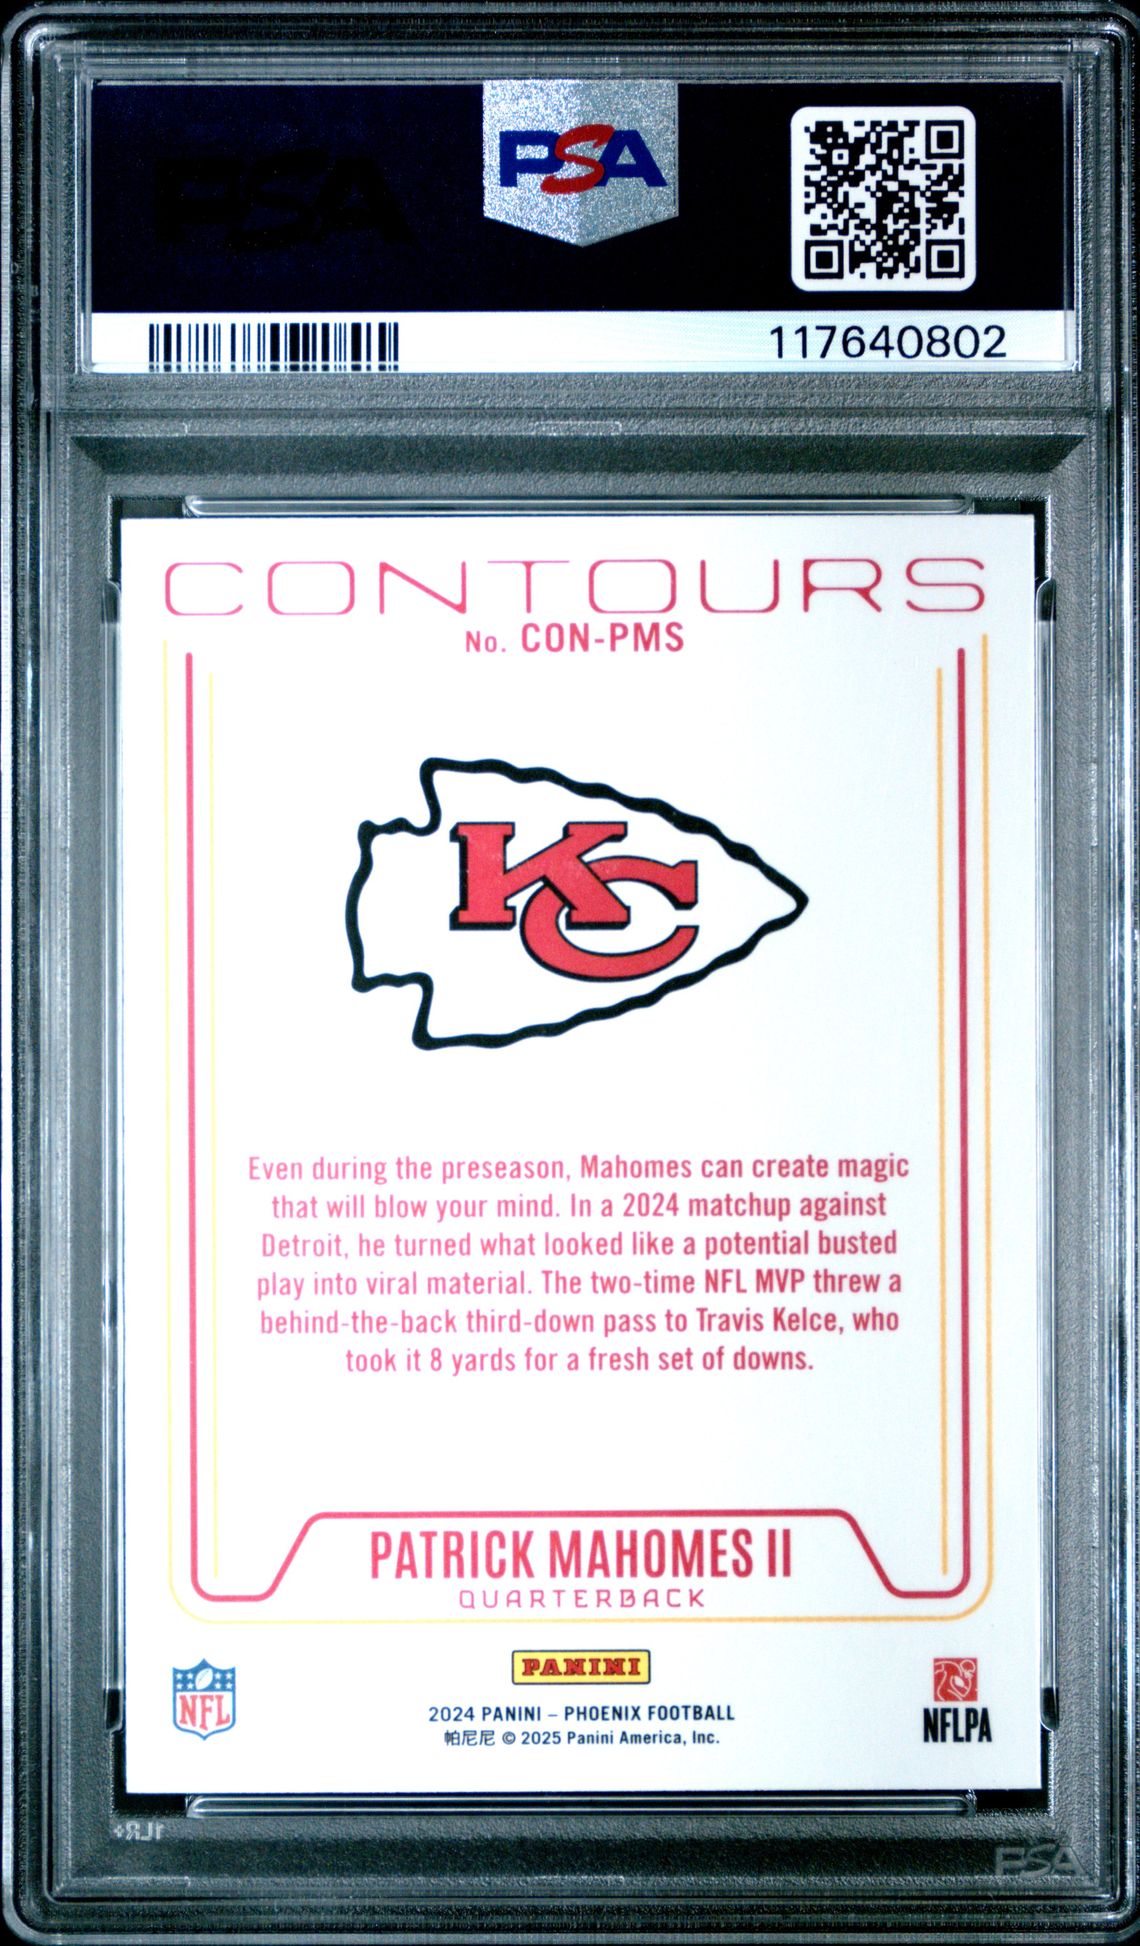 PSA
PSA
117640802
CONTOURS
No. CON-PMS
KC
Even during the preseason, Mahomes can create magic
that will blow your mind. In a 2024 matchup against
Detroit, he turned what looked like a potential busted
play into viral material. The two-time NFL MVP threw a
behind-the-back third-down pass to Travis Kelce, who
took it 8 yards for a fresh set of downs.
PATRICK MAHOMES II
QUARTERBACK
PANINI
NFL
2024 PANINI – PHOENIX FOOTBALL
帕尼尼 © 2025 Panini America, Inc.
NFLPA
PSA